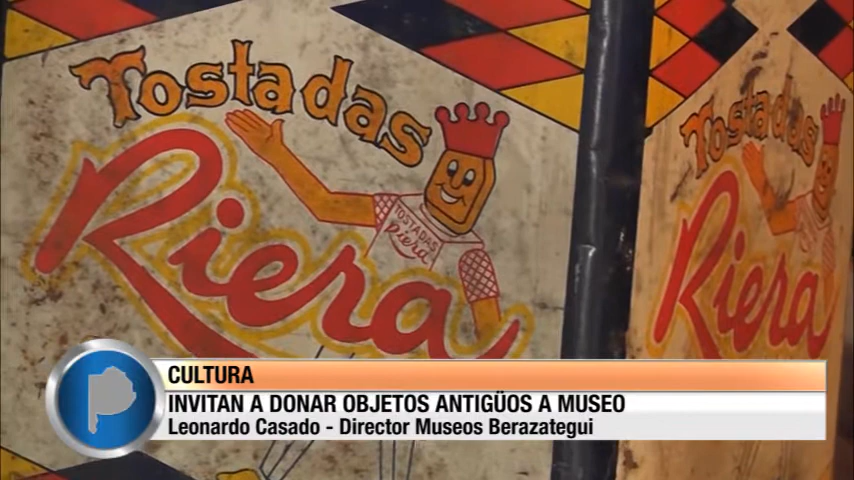 Tostadas
Riera
TOSTADAS
Riera
Tostadas
Riera
CULTURA
INVITAN A DONAR OBJETOS ANTIGÜOS A MUSEO
Leonardo Casado - Director Museos Berazategui